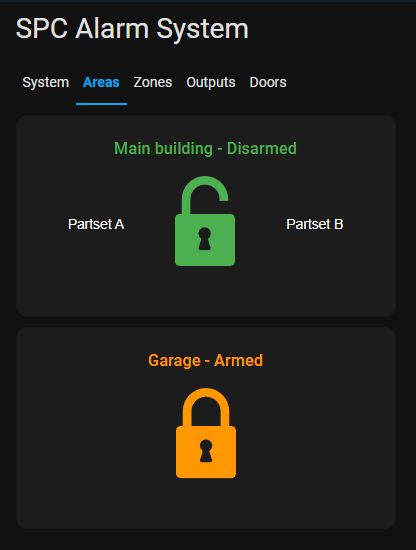 SPC Alarm System
System Areas Zones Outputs Doors
Main building - Disarmed
Partset A Partset B
Garage - Armed